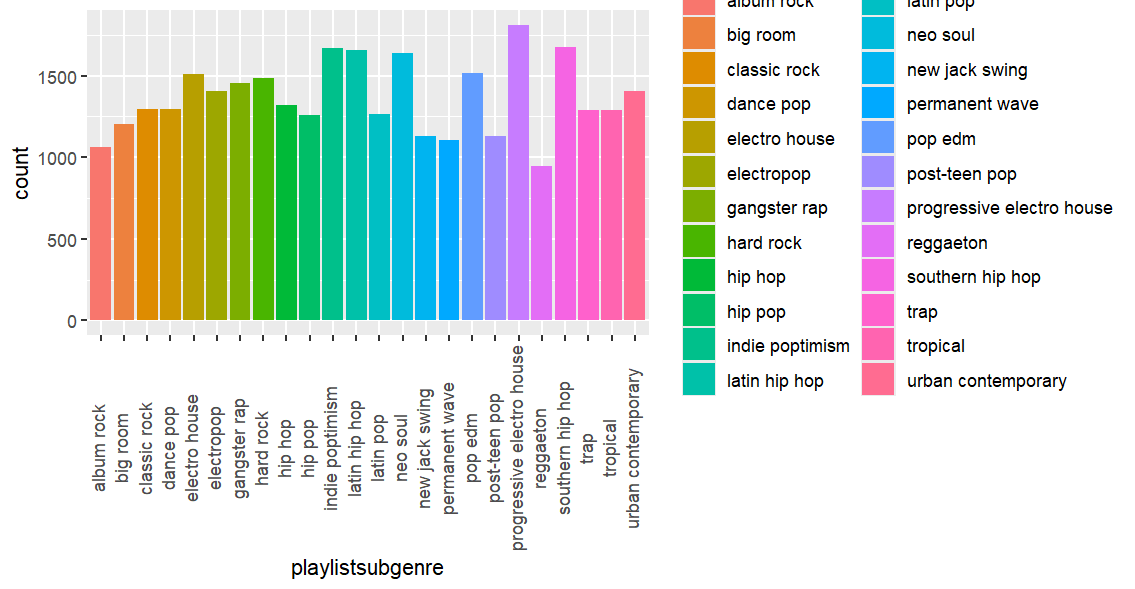 count
1500
1000
500
0
album rock
big room
classic rock
dance pop
electro house
electropop
gangster rap
hard rock
hip hop
hip pop
indie poptimism
latin hip hop
latin pop
neo soul
new jack swing
permanent wave
pop edm
post-teen pop
progressive electro house
reggaeton
southern hip hop
trap
tropical
urban contemporary
playlistsubgenre
album rock
big room
classic rock
dance pop
electro house
electropop
gangster rap
hard rock
hip hop
hip pop
indie poptimism
latin hip hop
latin pop
neo soul
new jack swing
permanent wave
pop edm
post-teen pop
progressive electro house
reggaeton
southern hip hop
trap
tropical
urban contemporary